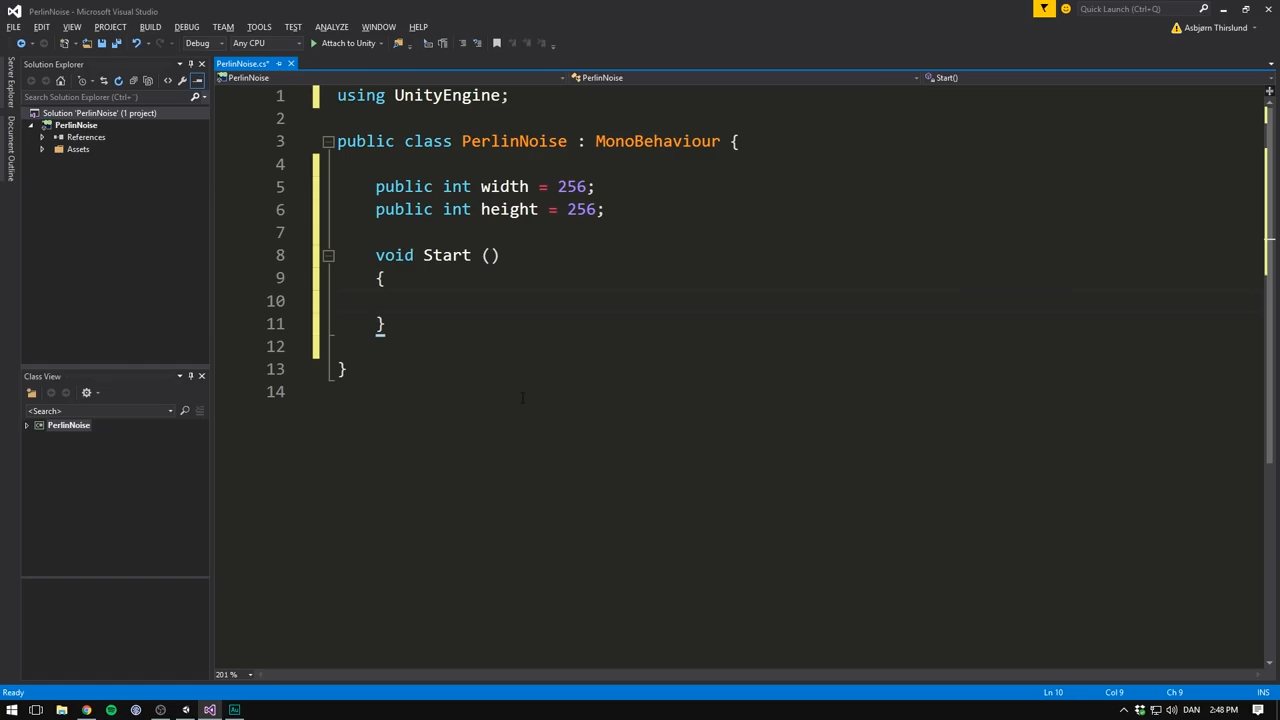 PerlinNoise - Microsoft Visual Studio
Quick Launch (Ctrl+Q)
FILE EDIT VIEW PROJECT BUILD DEBUG TEAM TOOLS TEST ANALYZE WINDOW HELP
Asbjørn Thirslund
Debug Any CPU Attach to Unity
Server Explorer
Document Outline
Solution Explorer
Search Solution Explorer (Ctrl+¨)
Solution 'PerlinNoise' (1 project)
PerlinNoise
References
Assets
Class View
<Search>
PerlinNoise
PerlinNoise.cs*
PerlinNoise PerlinNoise Start()
1 using UnityEngine;
2
3 public class PerlinNoise : MonoBehaviour {
4
5 public int width = 256;
6 public int height = 256;
7
8 void Start ()
9 {
10
11 }
12
13 }
14
201 %
Ready Ln 10 Col 9 Ch 9 INS
DAN 2:48 PM